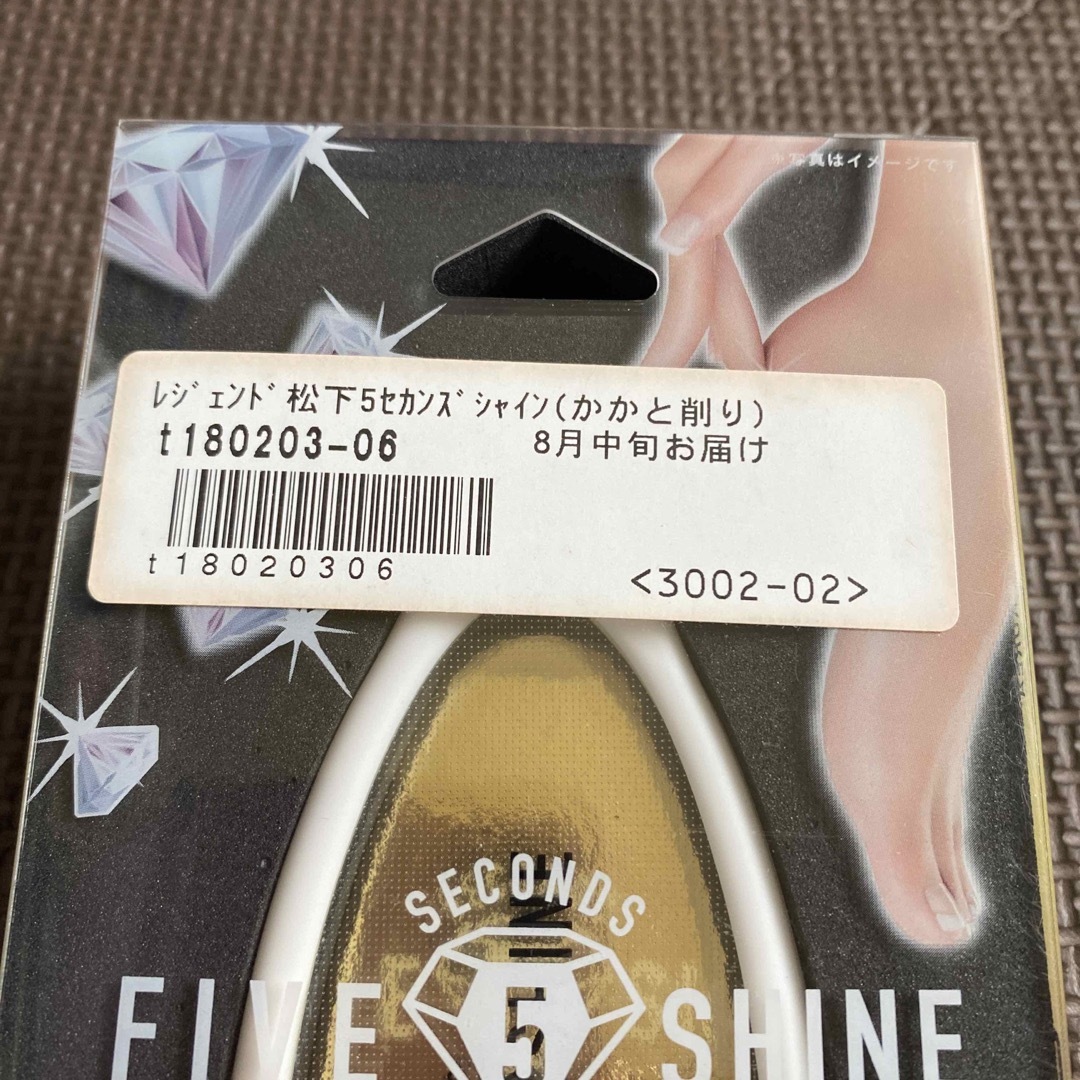 ※写真はイメージです
ﾚｼﾞｪﾝﾄﾞ松下5ｾｶﾝｽﾞｼｬｲﾝ(かかと削り)
t180203-06 8月中旬お届け
t18020306
<3002-02>
SECONDS
FIVE 5 SHINE